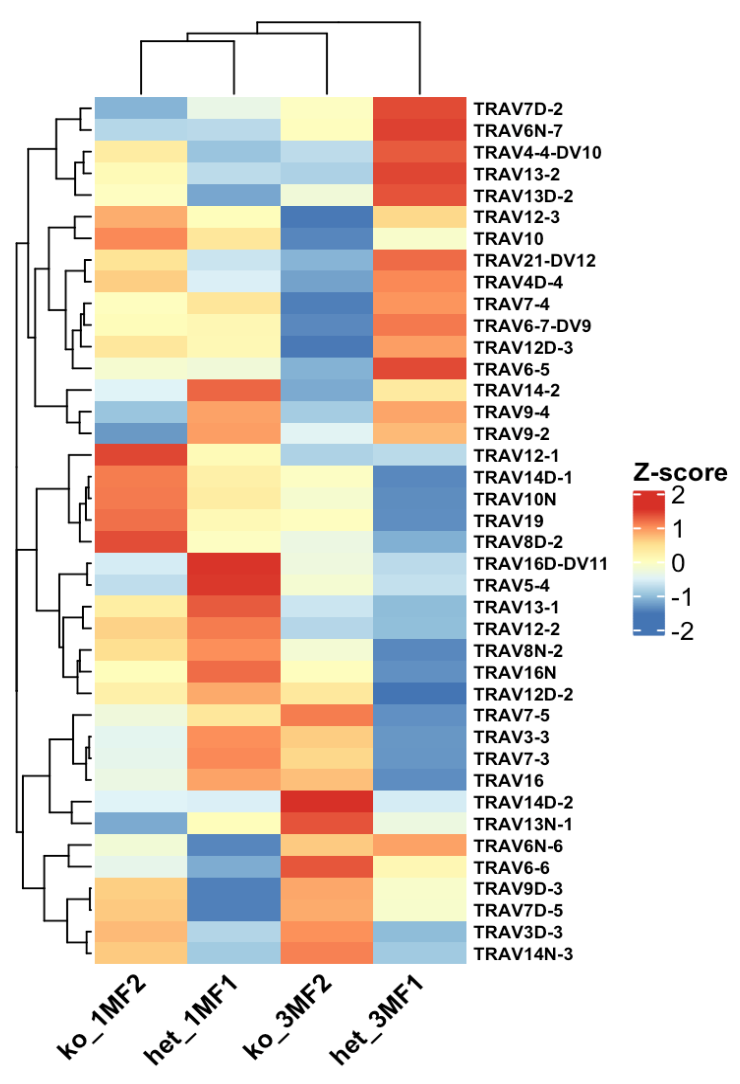 TRAV7D-2
TRAV6N-7
TRAV4-4-DV10
TRAV13-2
TRAV13D-2
TRAV12-3
TRAV10
TRAV21-DV12
TRAV4D-4
TRAV7-4
TRAV6-7-DV9
TRAV12D-3
TRAV6-5
TRAV14-2
TRAV9-4
TRAV9-2
TRAV12-1
TRAV14D-1
TRAV10N
TRAV19
TRAV8D-2
TRAV16D-DV11
TRAV5-4
TRAV13-1
TRAV12-2
TRAV8N-2
TRAV16N
TRAV12D-2
TRAV7-5
TRAV3-3
TRAV7-3
TRAV16
TRAV14D-2
TRAV13N-1
TRAV6N-6
TRAV6-6
TRAV9D-3
TRAV7D-5
TRAV3D-3
TRAV14N-3
Z-score
2
1
0
-1
-2
ko_1MF2
het_1MF1
ko_3MF2
het_3MF1